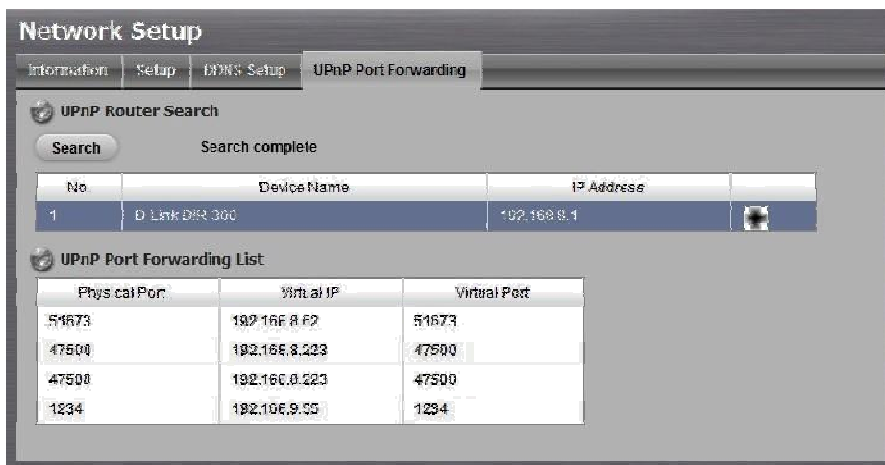 Network Setup
Information Setup DDNS Setup UPnP Port Forwarding
UPnP Router Search
Search Search complete
No Device Name IP Address
1 D-Link DIR-300
UPnP Port Forwarding List
Physical Port Virtual IP Virtual Port
51673 51673
47500 47500
47500
1234 1234